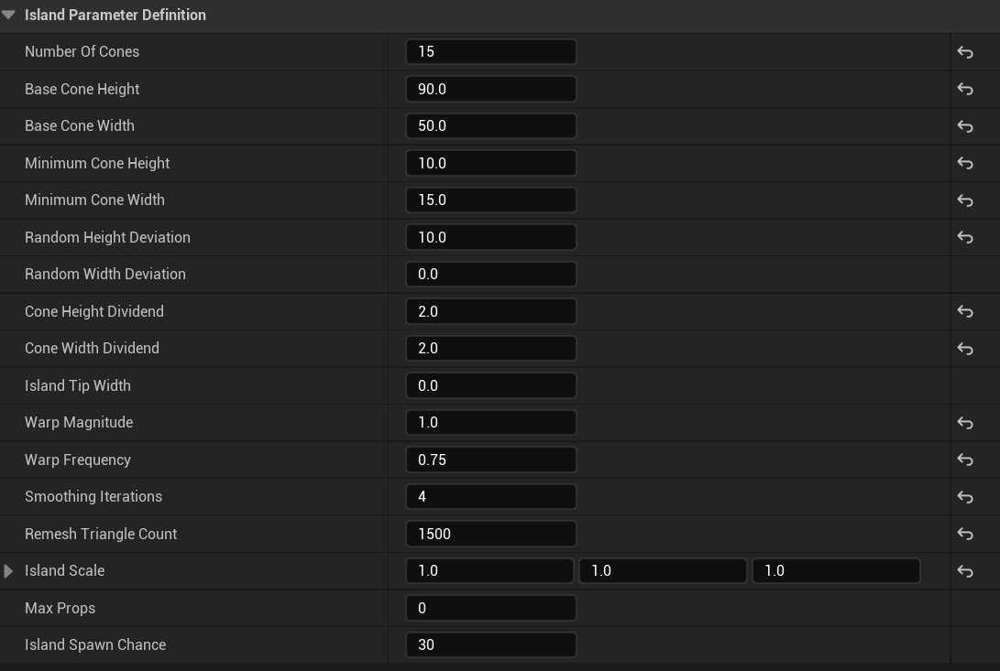 Island Parameter Definition
Number Of Cones 15
Base Cone Height 90.0
Base Cone Width 50.0
Minimum Cone Height 10.0
Minimum Cone Width 15.0
Random Height Deviation 10.0
Random Width Deviation 0.0
Cone Height Dividend 2.0
Cone Width Dividend 2.0
Island Tip Width 0.0
Warp Magnitude 1.0
Warp Frequency 0.75
Smoothing Iterations 4
Remesh Triangle Count 1500
Island Scale 1.0 1.0 1.0
Max Props 0
Island Spawn Chance 30